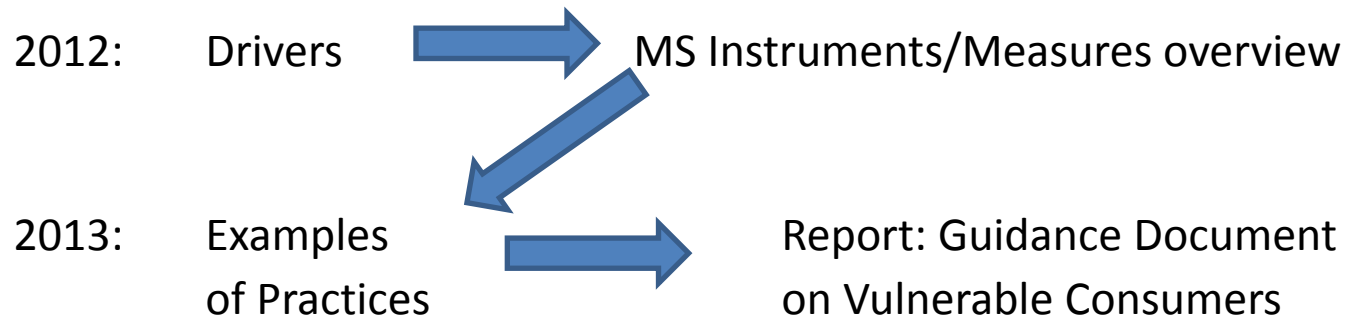 2012: Drivers MS Instruments/Measures overview
2013: Examples Report: Guidance Document
of Practices on Vulnerable Consumers